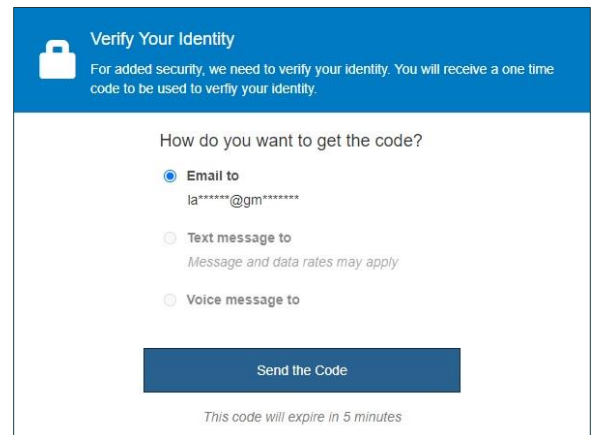 Verify Your Identity
For added security, we need to verify your identity. You will receive a one time
code to be used to verfiy your identity.
How do you want to get the code?
Email to
la******@gm*******
Text message to
Message and data rates may apply
Voice message to
Send the Code
This code will expire in 5 minutes